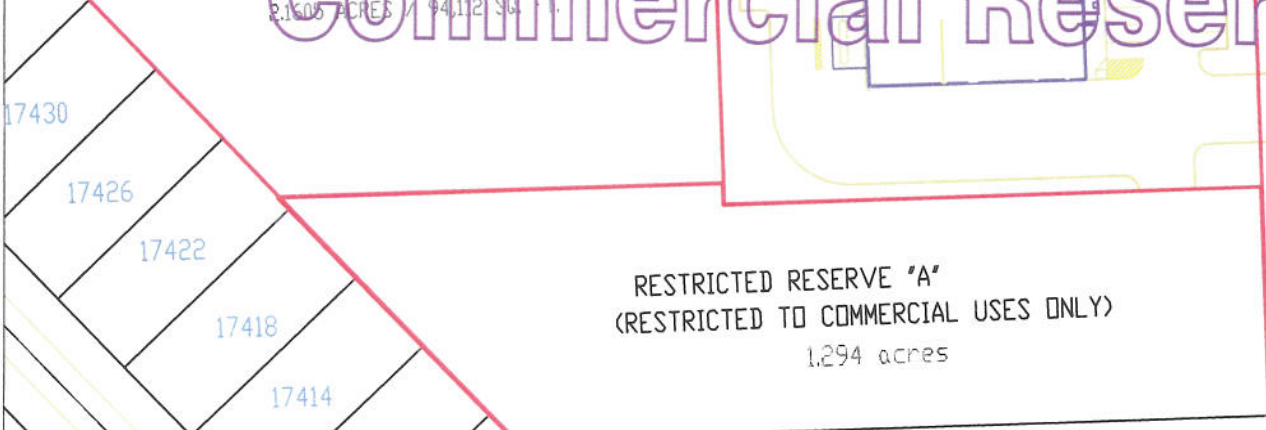 2.1605 ACRES / 94,112 SQ. FT.
Commercial Reser
17430
17426
17422
17418
17414
RESTRICTED RESERVE "A"
(RESTRICTED TO COMMERCIAL USES ONLY)
1.294 acres